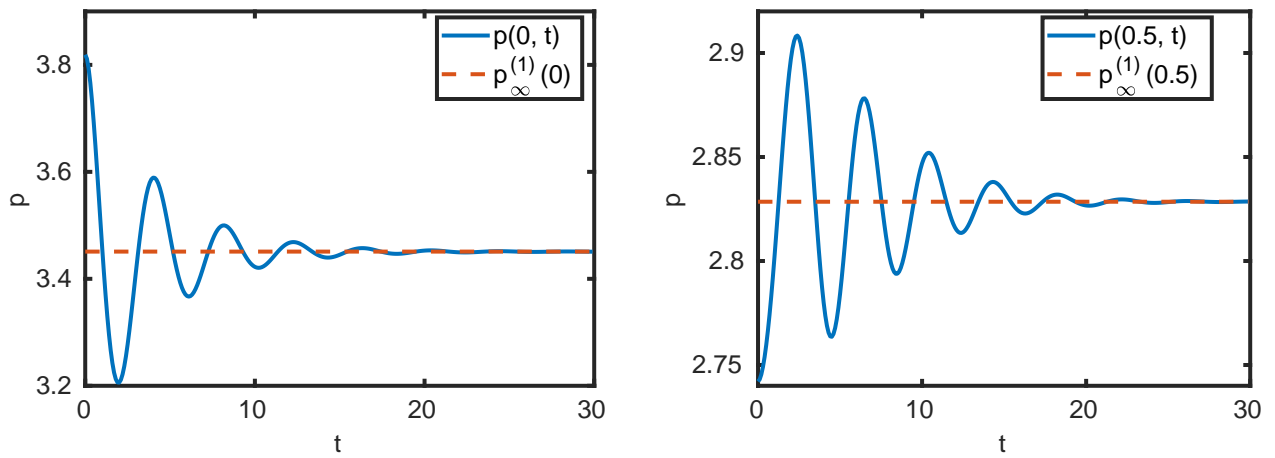 p(0, t)
p∞^(1) (0)
3.8
3.6
3.4
3.2
p
0
10
20
30
t
p(0.5, t)
p∞^(1) (0.5)
2.9
2.85
2.8
2.75
p
0
10
20
30
t